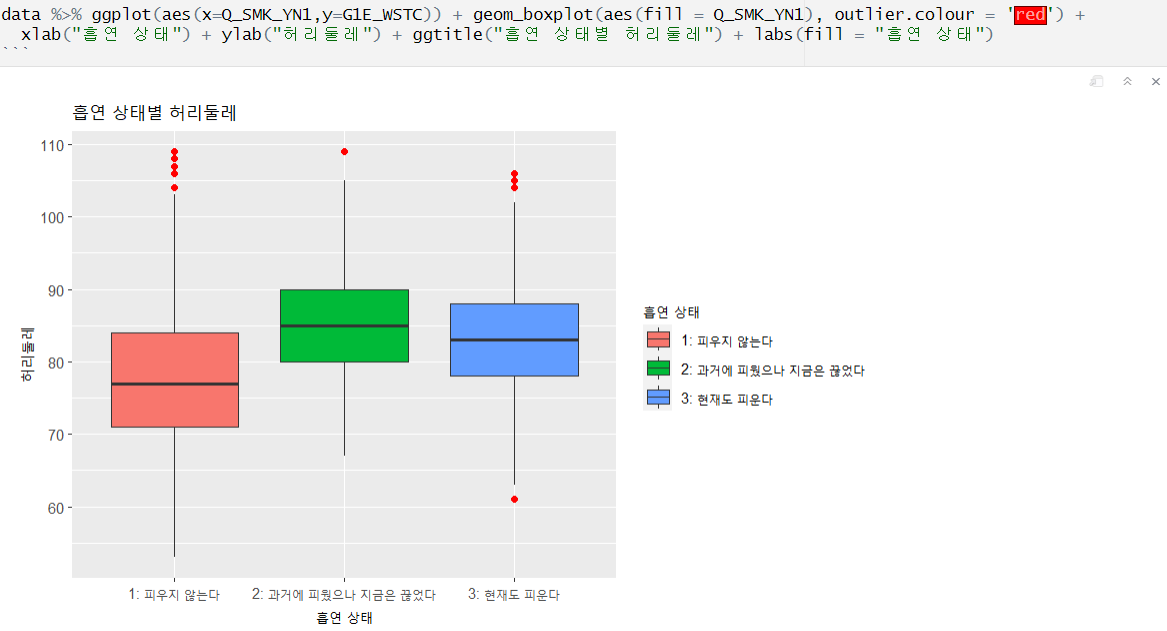 data %>% ggplot(aes(x=Q_SMK_YN1,y=G1E_WSTC)) + geom_boxplot(aes(fill = Q_SMK_YN1), outlier.colour = 'red') +
xlab("흡연 상태") + ylab("허리둘레") + ggtitle("흡연 상태별 허리둘레") + labs(fill = "흡연 상태")
```
흡연 상태별 허리둘레
110
100
90
80
70
60
허리둘레
1: 피우지 않는다
2: 과거에 피웠으나 지금은 끊었다
3: 현재도 피운다
흡연 상태
흡연 상태
1: 피우지 않는다
2: 과거에 피웠으나 지금은 끊었다
3: 현재도 피운다